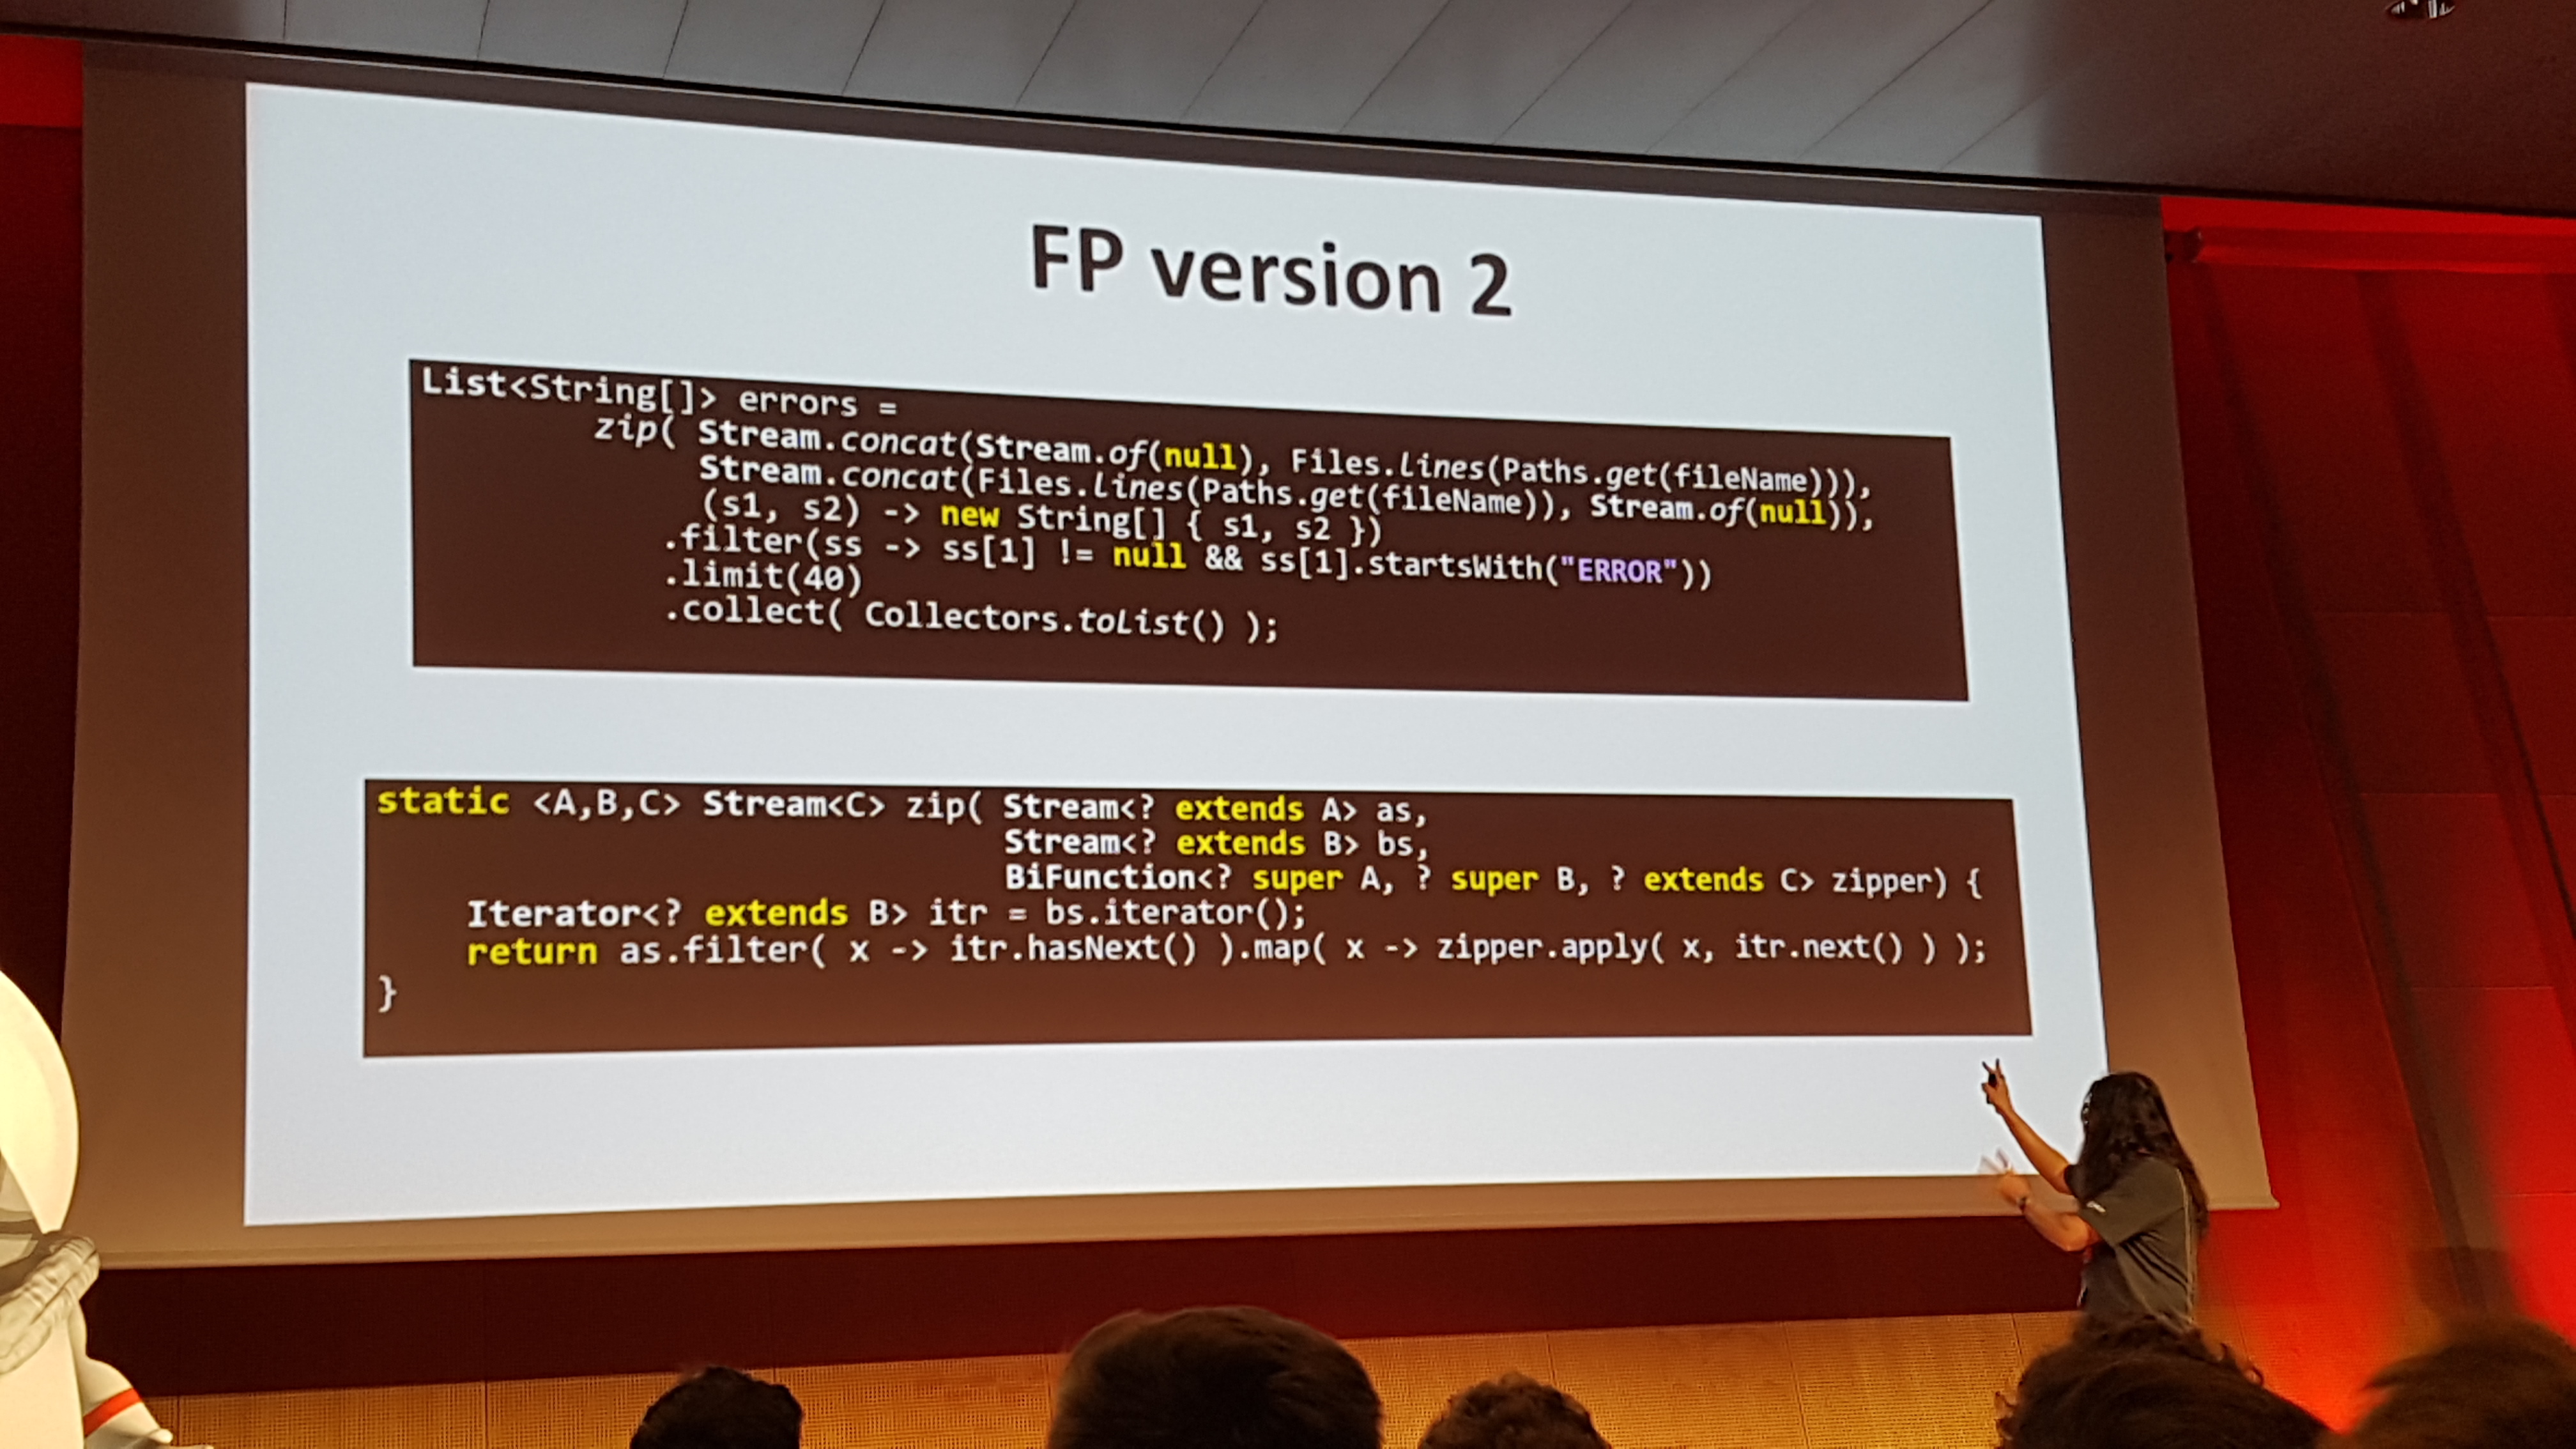 FP version 2
List<String[]> errors =
zip( Stream.concat(Stream.of(null), Files.lines(Paths.get(fileName))),
Stream.concat(Files.lines(Paths.get(fileName)), Stream.of(null)),
(s1, s2) -> new String[] { s1, s2 })
.filter(ss -> ss[1] != null && ss[1].startsWith("ERROR"))
.limit(40)
.collect( Collectors.toList() );
static <A,B,C> Stream<C> zip( Stream<? extends A> as,
Stream<? extends B> bs,
BiFunction<? super A, ? super B, ? extends C> zipper) {
Iterator<? extends B> itr = bs.iterator();
return as.filter( x -> itr.hasNext() ).map( x -> zipper.apply( x, itr.next() ) );
}